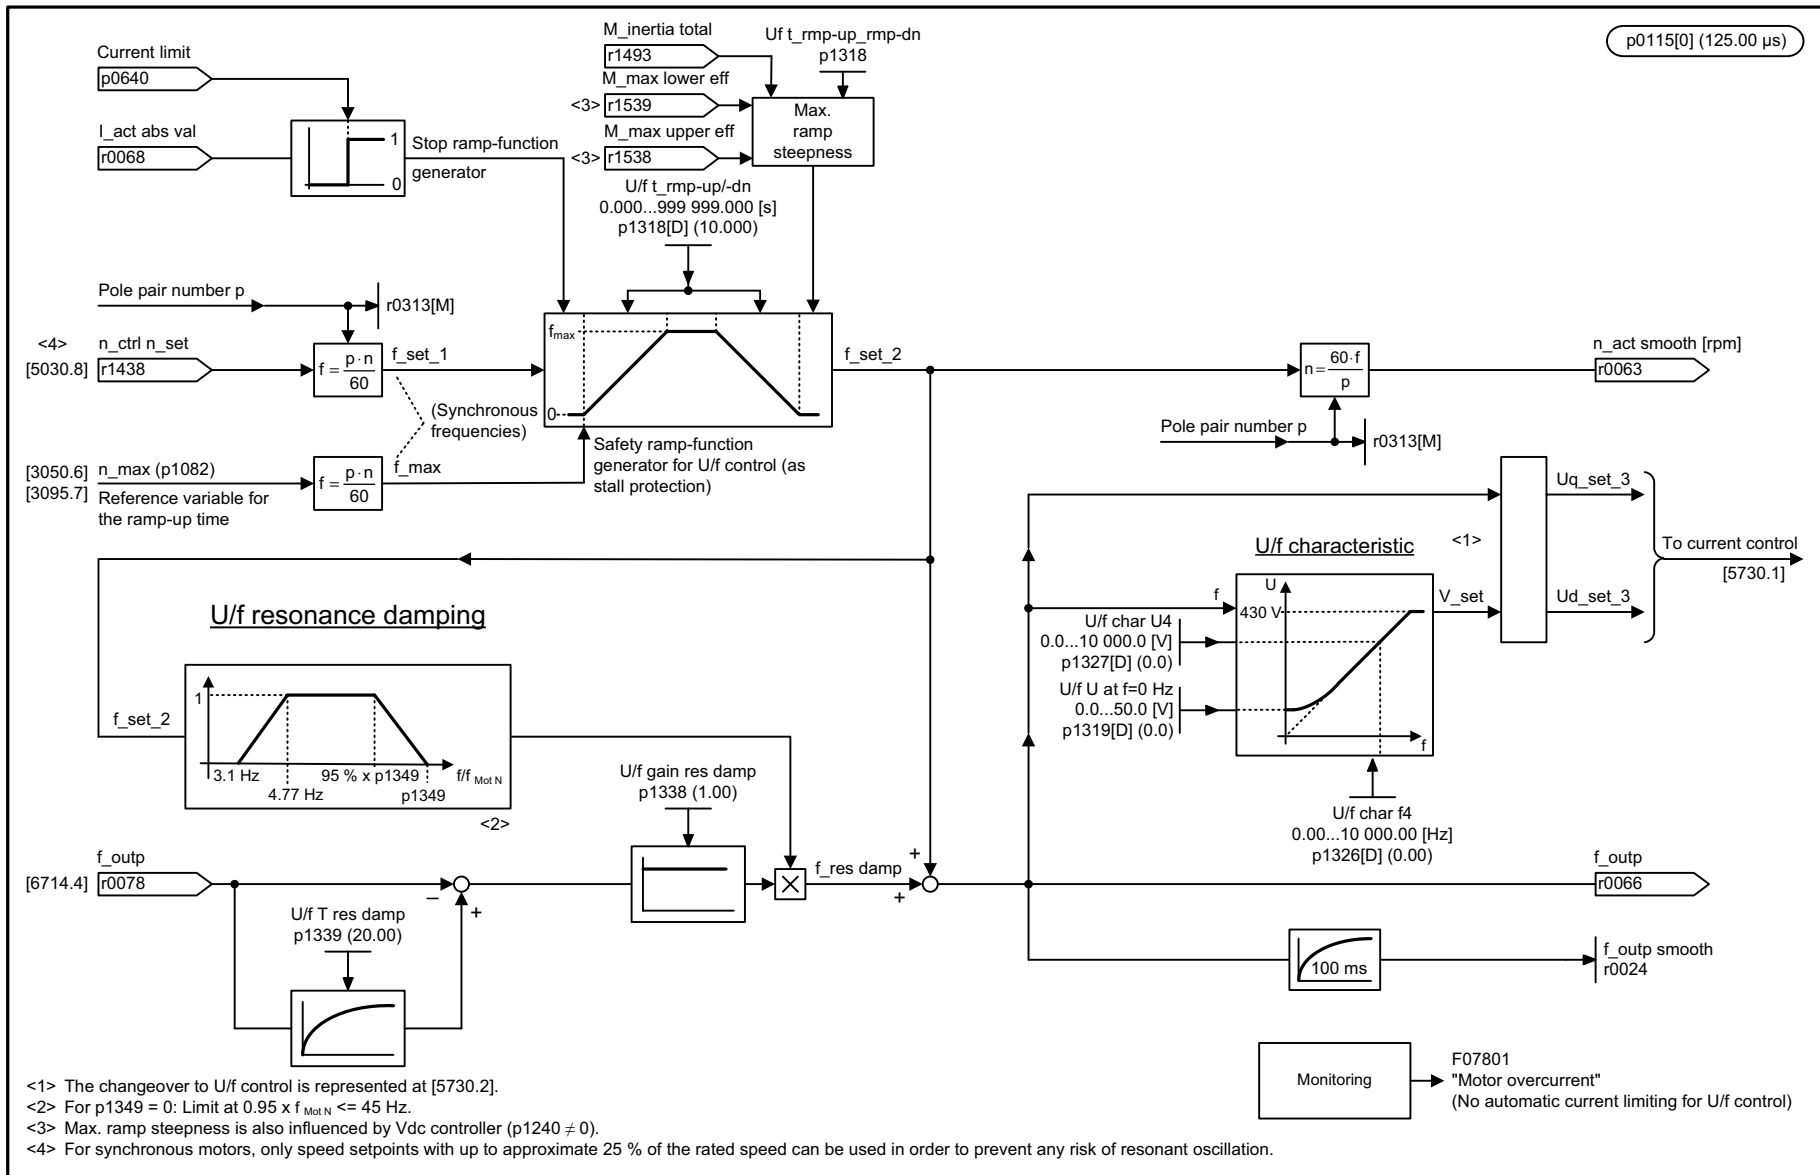 p0115[0] (125.00 µs)
Current limit
p0640
I_act abs val
r0068
1
0
Stop ramp-function
generator
M_inertia total
r1493
M_max lower eff
<3> r1539
M_max upper eff
<3> r1538
Uf t_rmp-up_rmp-dn
p1318
Max.
ramp
steepness
U/f t_rmp-up/-dn
0.000...999 999.000 [s]
p1318[D] (10.000)
Pole pair number p
r0313[M]
<4>
[5030.8]
n_ctrl n_set
r1438
f = p·n
60
f_set_1
(Synchronous
frequencies)
fmax
0
f_set_2
[3050.6]
[3095.7]
n_max (p1082)
Reference variable for
the ramp-up time
f = p·n
60
f_max
Safety ramp-function
generator for U/f control (as
stall protection)
n = 60·f
p
n_act smooth [rpm]
r0063
Pole pair number p
r0313[M]
Uq_set_3
<1>
To current control
[5730.1]
V_set
Ud_set_3
U/f characteristic
f
U
430 V
f
U/f char U4
0.0...10 000.0 [V]
p1327[D] (0.0)
U/f U at f=0 Hz
0.0...50.0 [V]
p1319[D] (0.0)
U/f char f4
0.00...10 000.00 [Hz]
p1326[D] (0.00)
U/f resonance damping
f_set_2
1
3.1 Hz
95 % x p1349
f/f Mot N
4.77 Hz
p1349
<2>
U/f gain res damp
p1338 (1.00)
f_outp
[6714.4] r0078
–
+
U/f T res damp
p1339 (20.00)
X
f_res damp
+
+
f_outp
r0066
100 ms
f_outp smooth
r0024
Monitoring
F07801
"Motor overcurrent"
(No automatic current limiting for U/f control)
<1> The changeover to U/f control is represented at [5730.2].
<2> For p1349 = 0: Limit at 0.95 x f Mot N <= 45 Hz.
<3> Max. ramp steepness is also influenced by Vdc controller (p1240 ≠ 0).
<4> For synchronous motors, only speed setpoints with up to approximate 25 % of the rated speed can be used in order to prevent any risk of resonant oscillation.